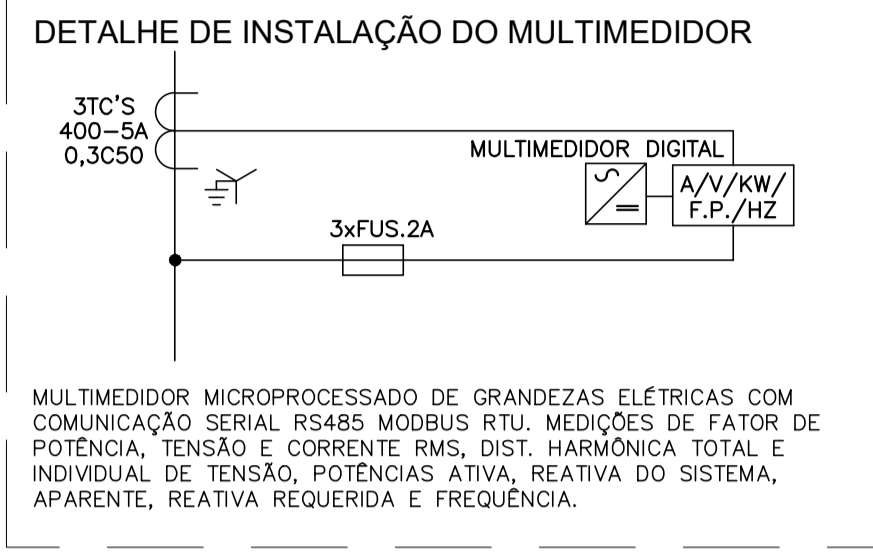 DETALHE DE INSTALAÇÃO DO MULTIMEDIDOR
3TC'S
400-5A
0,3C50
MULTIMEDIDOR DIGITAL
A/V/KW/
F.P./HZ
3xFUS.2A
MULTIMEDIDOR MICROPROCESSADO DE GRANDEZAS ELÉTRICAS COM
COMUNICAÇÃO SERIAL RS485 MODBUS RTU. MEDIÇÕES DE FATOR DE
POTÊNCIA, TENSÃO E CORRENTE RMS, DIST. HARMÔNICA TOTAL E
INDIVIDUAL DE TENSÃO, POTÊNCIAS ATIVA, REATIVA DO SISTEMA,
APARENTE, REATIVA REQUERIDA E FREQUÊNCIA.